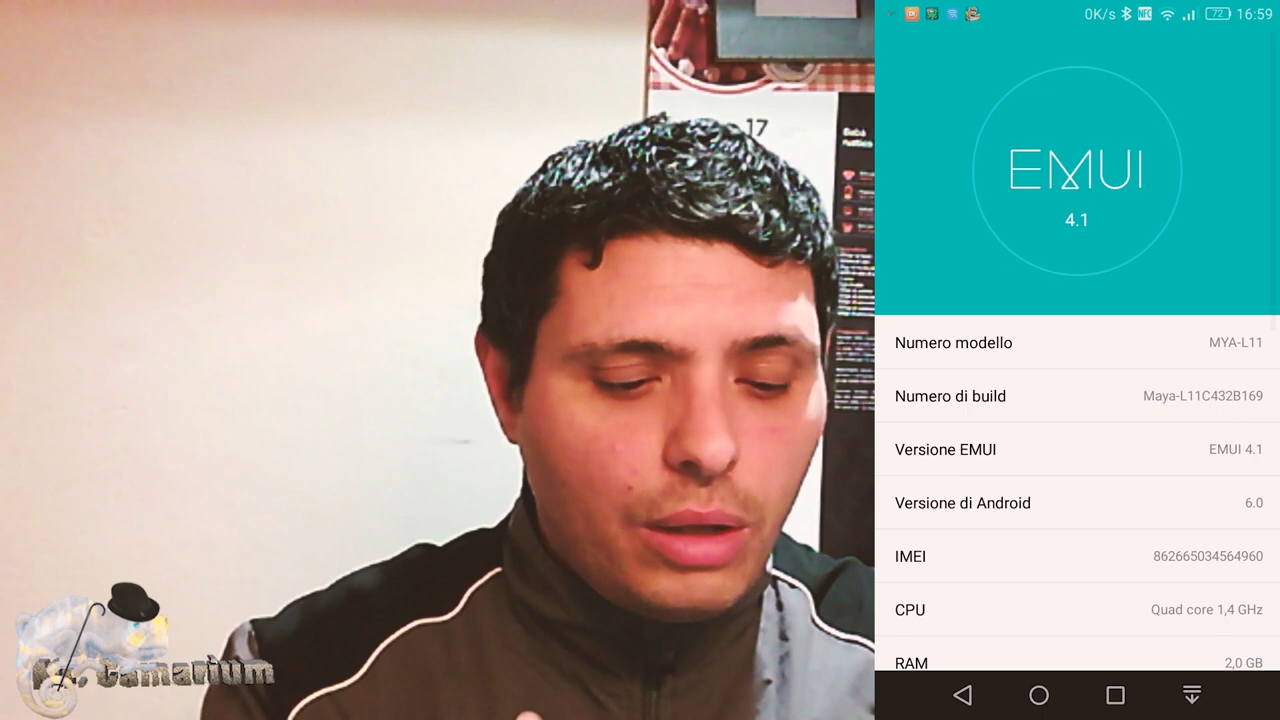 0K/s NFC 72 16:59
17
EMUI
4.1
Numero modello MYA-L11
Numero di build Maya-L11C432B169
Versione EMUI EMUI 4.1
Versione di Android 6.0
IMEI 862665034564960
CPU Quad core 1,4 GHz
RAM 2,0 GB